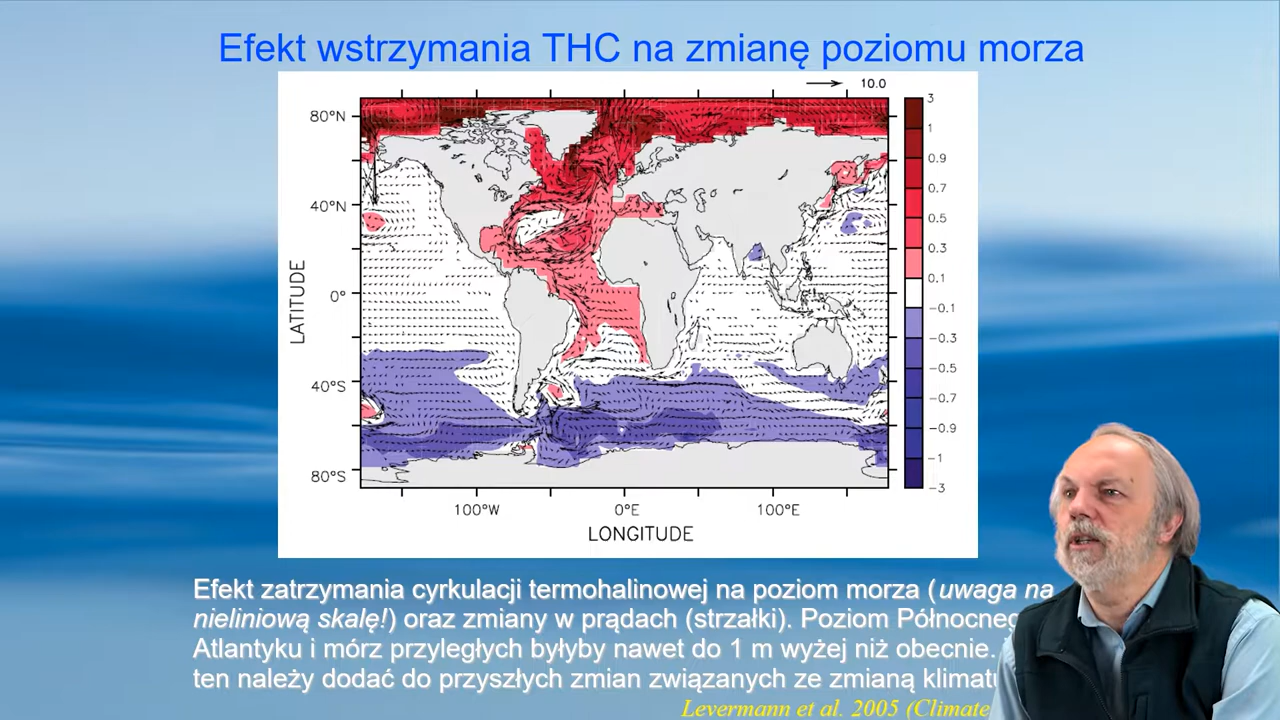 Efekt wstrzymania THC na zmianę poziomu morza
10.0
80°N
40°N
0°
40°S
80°S
LATITUDE
100°W
0°E
100°E
LONGITUDE
3
1
0.9
0.7
0.5
0.3
0.1
−0.1
−0.3
−0.5
−0.7
−0.9
−1
−3
Efekt zatrzymania cyrkulacji termohalinowej na poziom morza (uwaga na
nieliniową skalę!) oraz zmiany w prądach (strzałki). Poziom
Atlantyku i mórz przyległych byłyby nawet do 1 m wyżej niż obecnie.
ten należy dodać do przyszłych zmian związanych ze zmianą
Levermann et al. 2005 (Climate